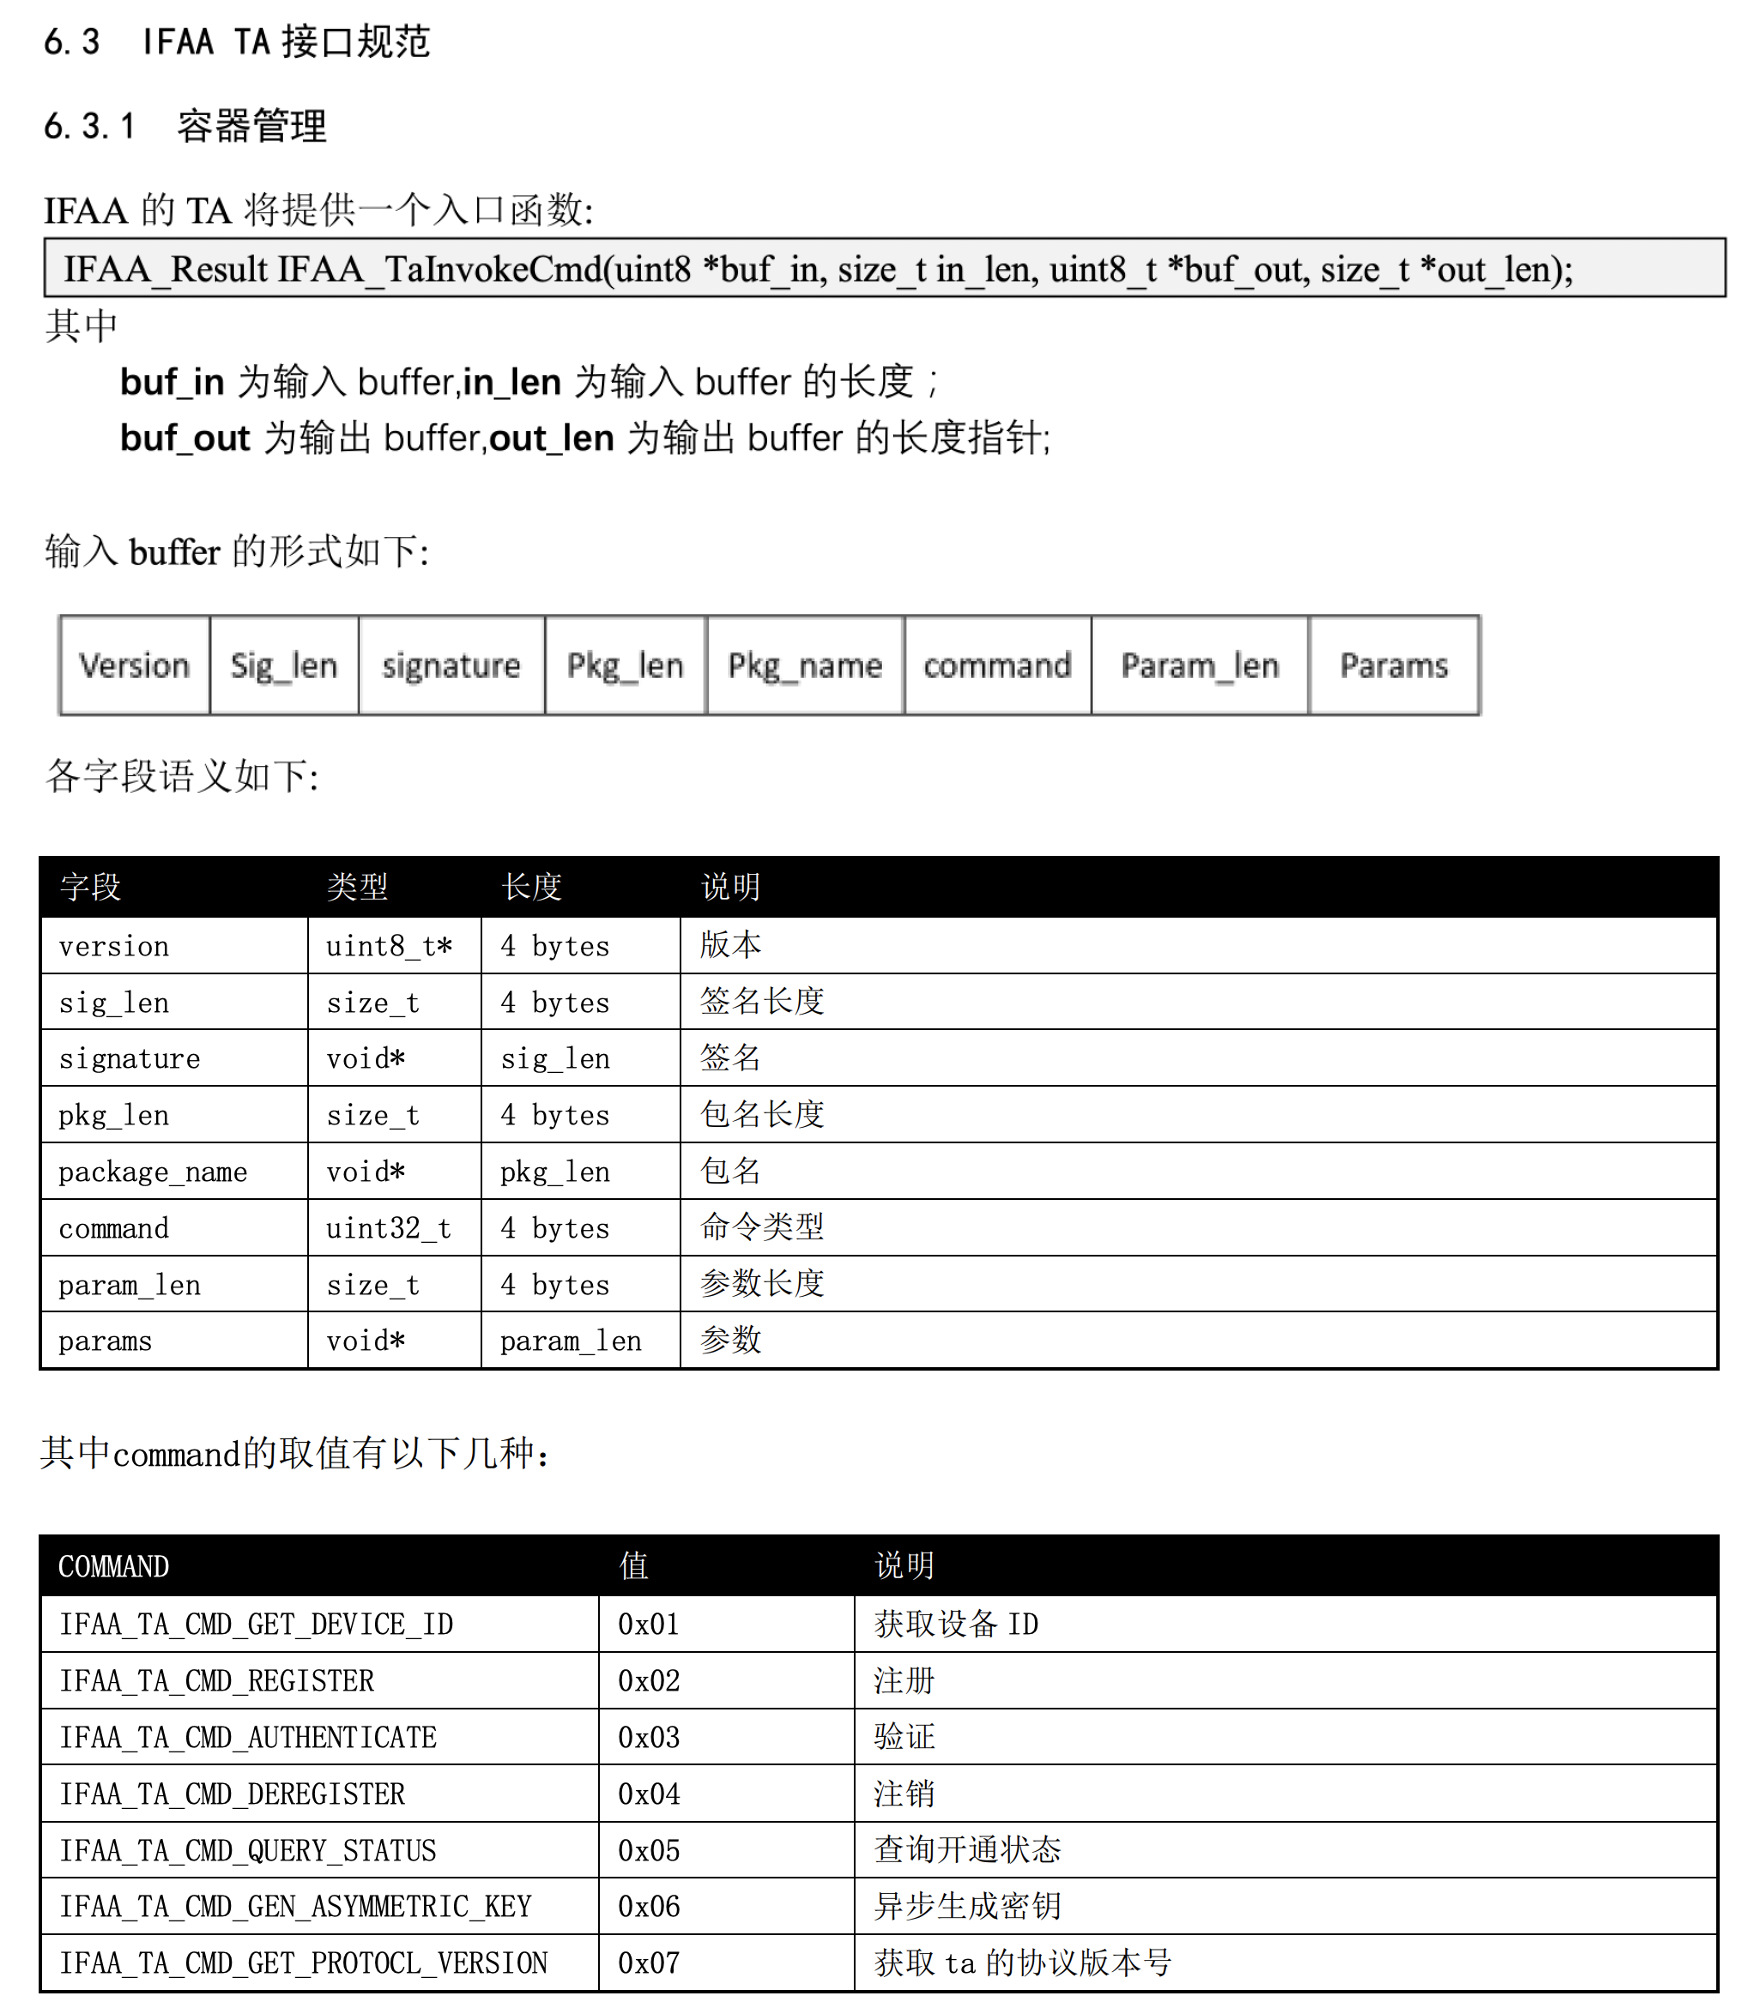 6.3 IFAA TA 接口规范
6.3.1 容器管理
IFAA 的 TA 将提供一个入口函数:
IFAA_Result IFAA_TaInvokeCmd(uint8 *buf_in, size_t in_len, uint8_t *buf_out, size_t *out_len);
其中
buf_in 为输入 buffer,in_len 为输入 buffer 的长度；
buf_out 为输出 buffer,out_len 为输出 buffer 的长度指针;
输入 buffer 的形式如下:
Version Sig_len signature Pkg_len Pkg_name command Param_len Params
各字段语义如下:
字段 类型 长度 说明
version uint8_t* 4 bytes 版本
sig_len size_t 4 bytes 签名长度
signature void* sig_len 签名
pkg_len size_t 4 bytes 包名长度
package_name void* pkg_len 包名
command uint32_t 4 bytes 命令类型
param_len size_t 4 bytes 参数长度
params void* param_len 参数
其中command的取值有以下几种：
COMMAND 值 说明
IFAA_TA_CMD_GET_DEVICE_ID 0x01 获取设备 ID
IFAA_TA_CMD_REGISTER 0x02 注册
IFAA_TA_CMD_AUTHENTICATE 0x03 验证
IFAA_TA_CMD_DEREGISTER 0x04 注销
IFAA_TA_CMD_QUERY_STATUS 0x05 查询开通状态
IFAA_TA_CMD_GEN_ASYMMETRIC_KEY 0x06 异步生成密钥
IFAA_TA_CMD_GET_PROTOCL_VERSION 0x07 获取 ta 的协议版本号